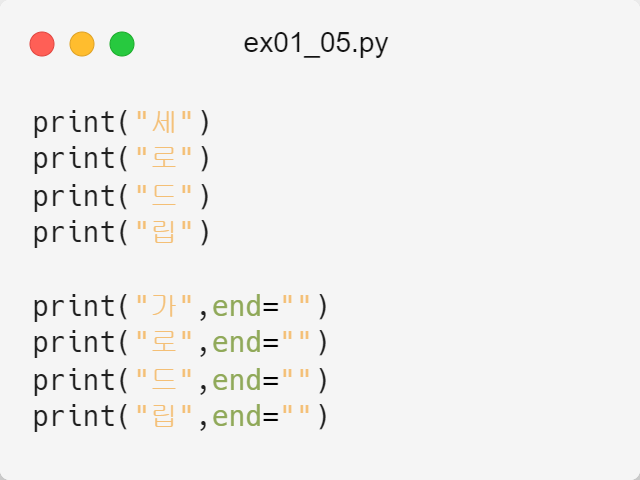 ex01_05.py
print("세")
print("로")
print("드")
print("립")
print("가",end="")
print("로",end="")
print("드",end="")
print("립",end="")